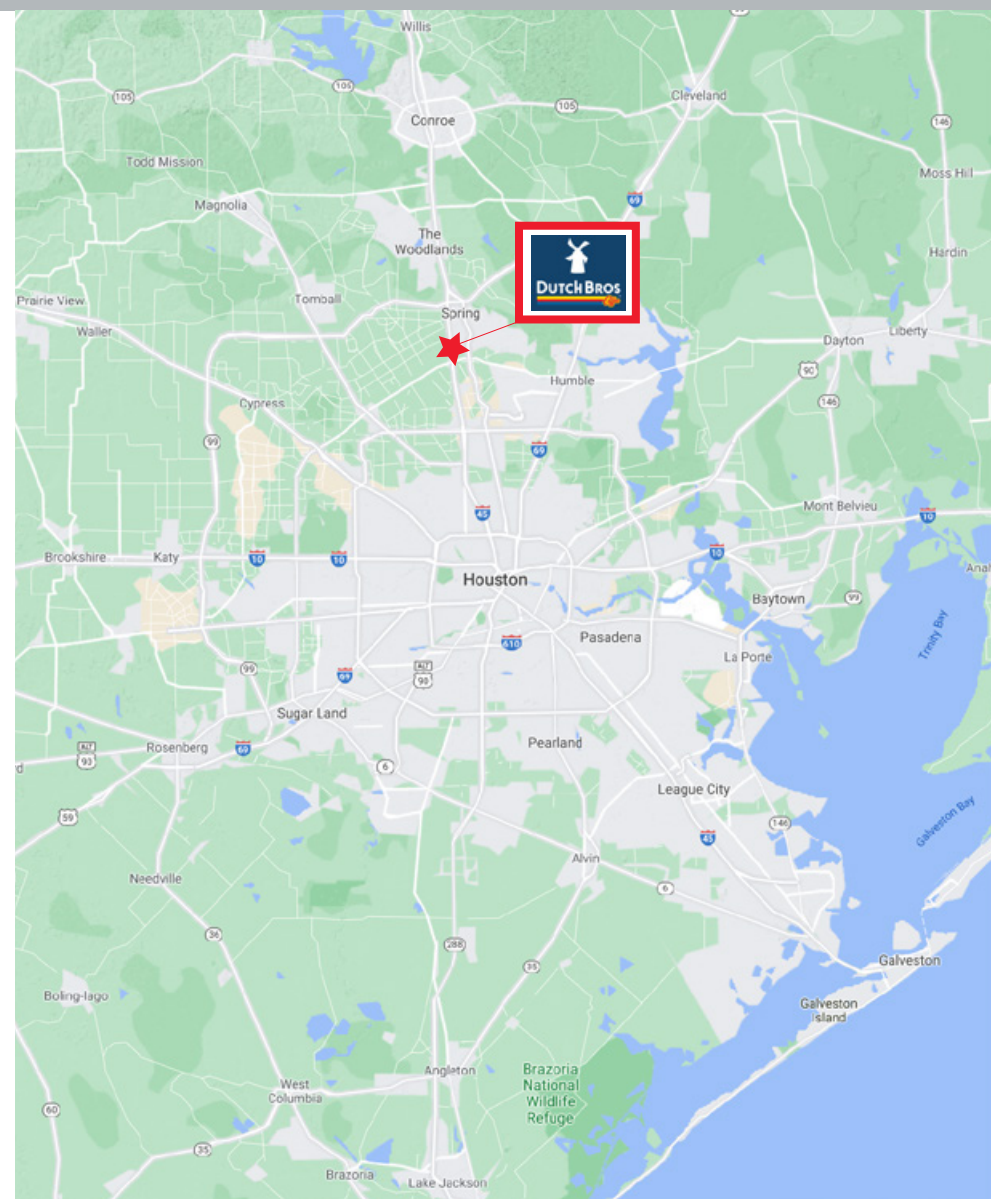 Willis
105
105
105
Cleveland
Conroe
146
Todd Mission
Moss Hill
69
Magnolia
The
Woodlands
Hardin
DUTCH BROS
Prairie View
Tomball
Spring
Waller
Liberty
Dayton
Humble
90
Cypress
146
99
69
Mont Belvieu
45
10
Brookshire
Katy
10
10
10
Houston
Anal
Baytown
99
Trinity Bay
610
Pasadena
La Porte
99
ALT
90
69
Sugar Land
Rosenberg
69
ALT
90
Pearland
rd
6
League City
59
146
45
Galveston Bay
Alvin
Needville
6
36
288
35
Galveston
Boling-Iago
Galveston
Island
Angleton
Brazoria
National
Wildlife
Refuge
West
Columbia
60
35
Brazoria
Lake Jackson